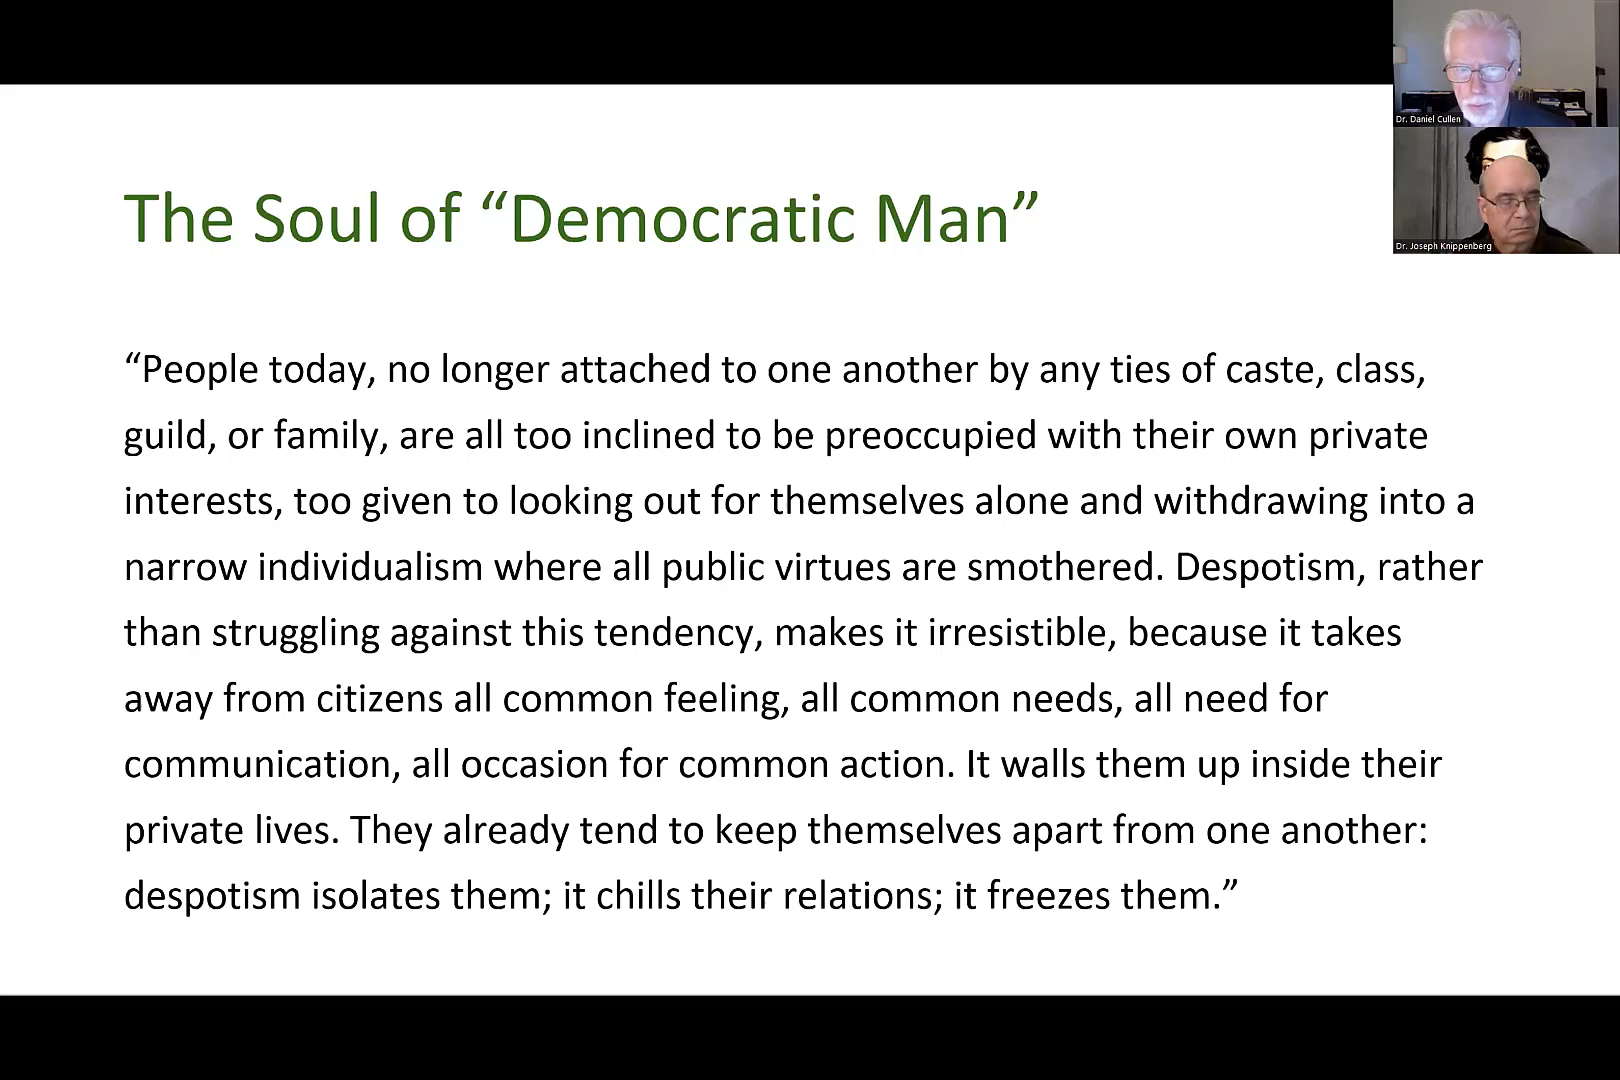 Dr. Daniel Cullen
Dr. Joseph Knippenberg
The Soul of “Democratic Man”
“People today, no longer attached to one another by any ties of caste, class,
guild, or family, are all too inclined to be preoccupied with their own private
interests, too given to looking out for themselves alone and withdrawing into a
narrow individualism where all public virtues are smothered. Despotism, rather
than struggling against this tendency, makes it irresistible, because it takes
away from citizens all common feeling, all common needs, all need for
communication, all occasion for common action. It walls them up inside their
private lives. They already tend to keep themselves apart from one another:
despotism isolates them; it chills their relations; it freezes them.”